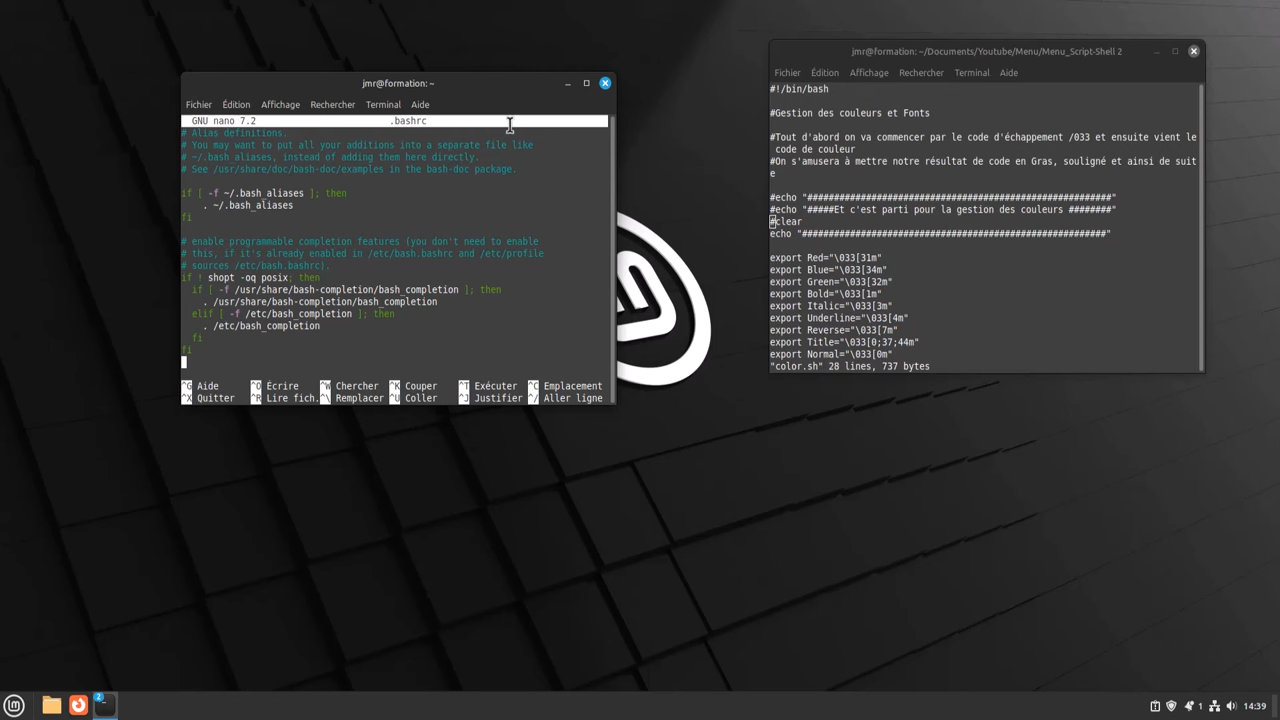 jmr@formation: ~
Fichier Édition Affichage Rechercher Terminal Aide
GNU nano 7.2 .bashrc
# Alias definitions.
# You may want to put all your additions into a separate file like
# ~/.bash_aliases, instead of adding them here directly.
# See /usr/share/doc/bash-doc/examples in the bash-doc package.
if [ -f ~/.bash_aliases ]; then
. ~/.bash_aliases
fi
# enable programmable completion features (you don't need to enable
# this, if it's already enabled in /etc/bash.bashrc and /etc/profile
# sources /etc/bash.bashrc).
if ! shopt -oq posix; then
if [ -f /usr/share/bash-completion/bash_completion ]; then
. /usr/share/bash-completion/bash_completion
elif [ -f /etc/bash_completion ]; then
. /etc/bash_completion
fi
fi
^G Aide ^O Écrire ^W Chercher ^K Couper ^T Exécuter ^C Emplacement
^X Quitter ^R Lire fich. ^\ Remplacer ^U Coller ^J Justifier ^/ Aller ligne
jmr@formation: ~/Documents/Youtube/Menu/Menu_Script-Shell 2
Fichier Édition Affichage Rechercher Terminal Aide
#!/bin/bash
#Gestion des couleurs et Fonts
#Tout d'abord on va commencer par le code d'échappement /033 et ensuite vient le
code de couleur
#On s'amusera à mettre notre résultat de code en Gras, souligné et ainsi de suit
e
#echo "#########################################################"
#echo "#####Et c'est parti pour la gestion des couleurs ########"
#clear
echo "#########################################################"
export Red="\033[31m"
export Blue="\033[34m"
export Green="\033[32m"
export Bold="\033[1m"
export Italic="\033[3m"
export Underline="\033[4m"
export Reverse="\033[7m"
export Title="\033[0;37;44m"
export Normal="\033[0m"
"color.sh" 28 lines, 737 bytes
2
1
14:39